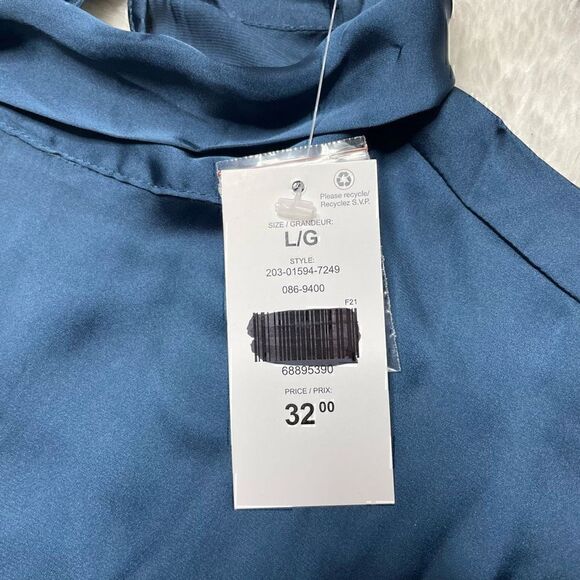 Please recycle/
Recyclez S.V.P.
SIZE / GRANDEUR:
L/G
STYLE:
203-01594-7249
086-9400
F21
68895390
PRICE / PRIX:
32 00